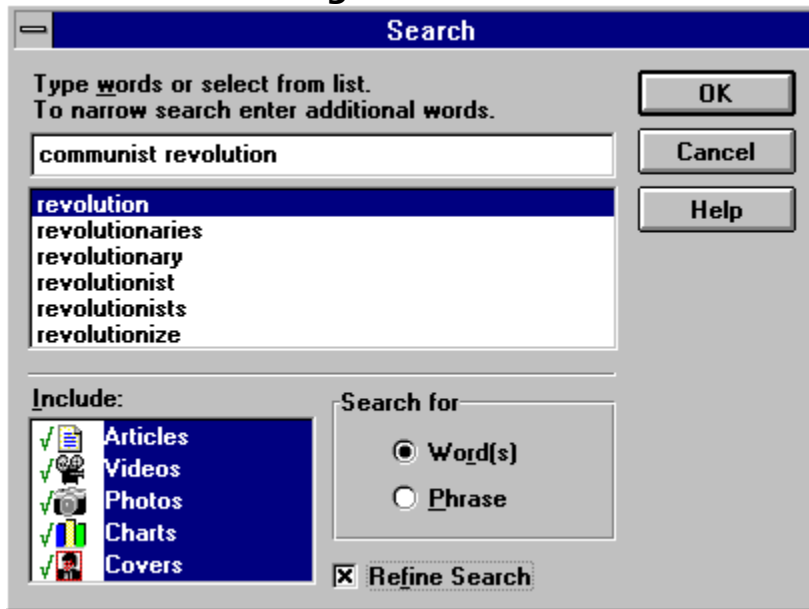 Search
Type words or select from list.
To narrow search enter additional words.
communist revolution
revolution
revolutionaries
revolutionary
revolutionist
revolutionists
revolutionize
OK
Cancel
Help
Include:
Articles
Videos
Photos
Charts
Covers
Search for
Word(s)
Phrase
Refine Search